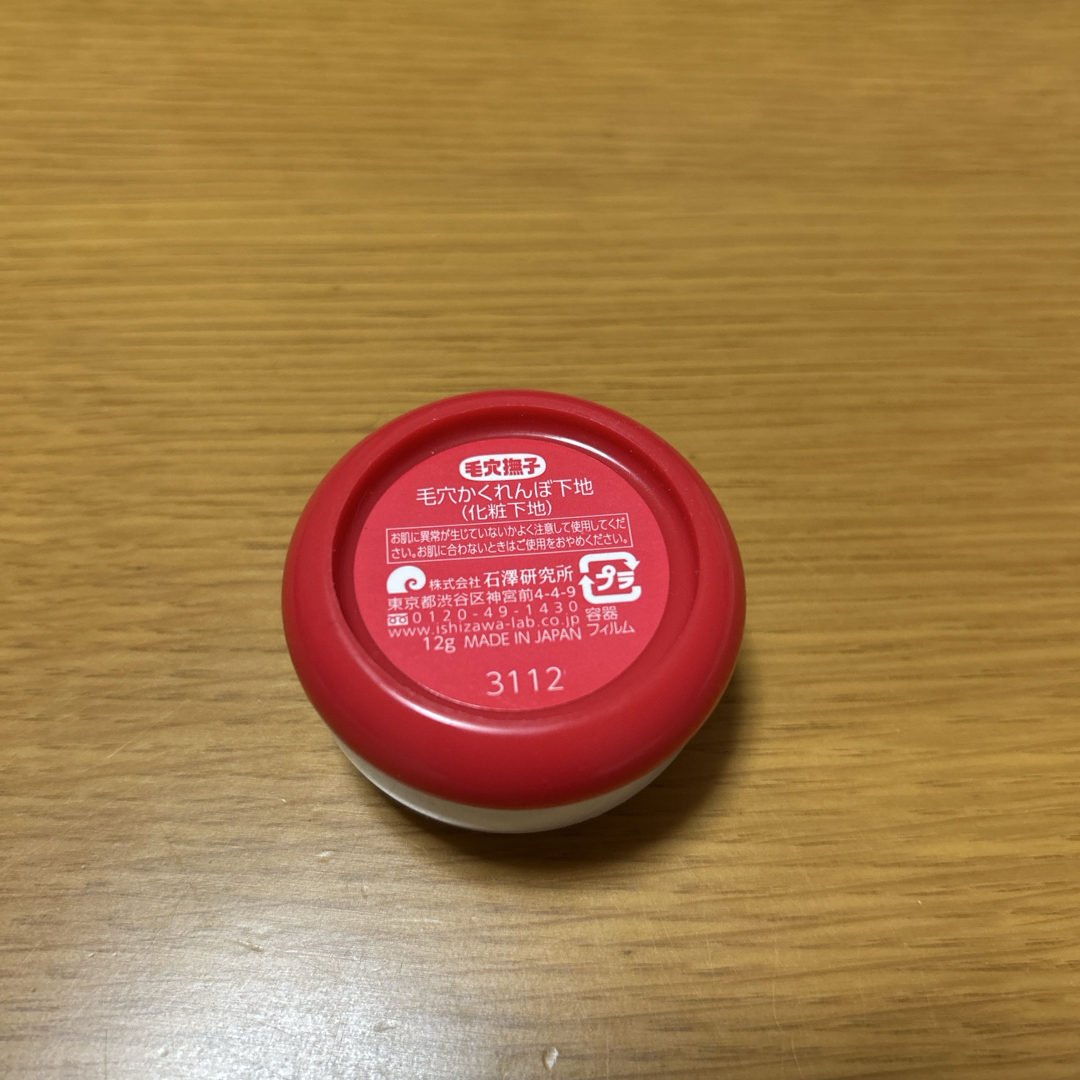 毛穴撫子
毛穴かくれんぼ下地
(化粧下地)
お肌に異常が生じていないかよく注意して使用してくだ
さい。お肌に合わないときはご使用をおやめください。
株式会社 石澤研究所
プラ
東京都渋谷区神宮前4-4-9
0120-49-1430 容器
www.ishizawa-lab.co.jp フィルム
12g MADE IN JAPAN
3112